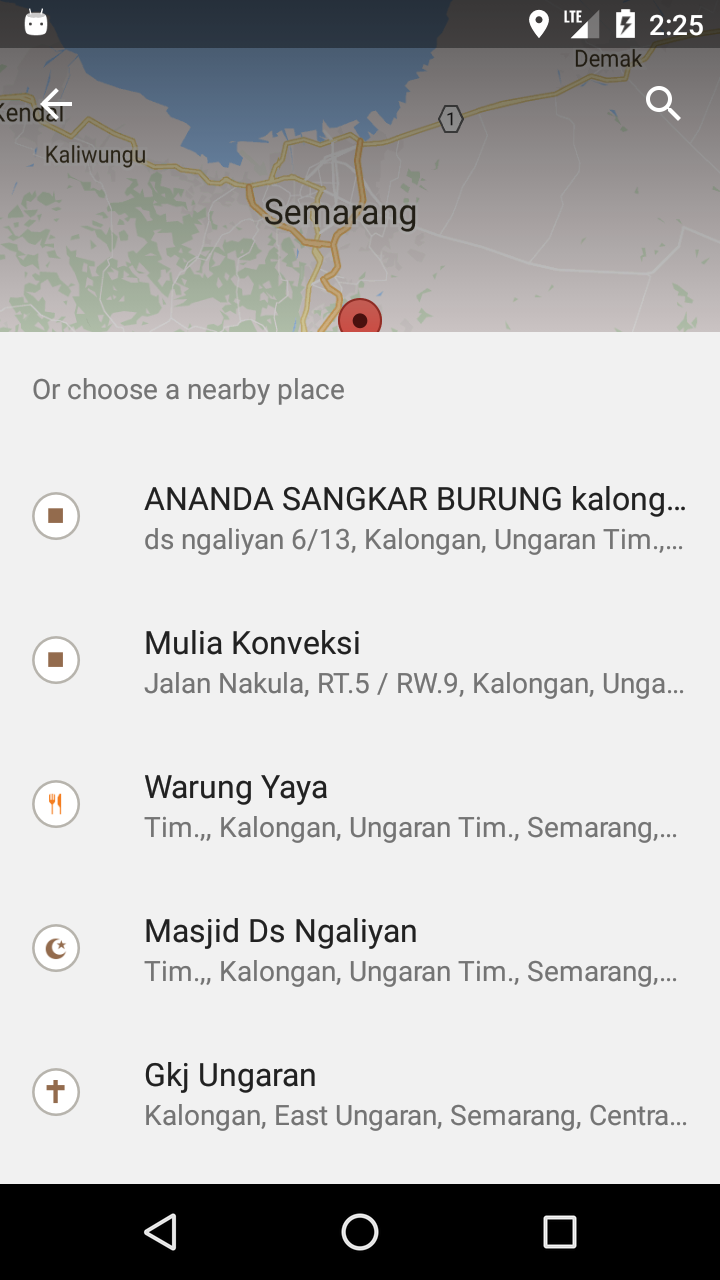 LTE 2:25
Demak
Kendal
1
Kaliwungu
Semarang
Or choose a nearby place
ANANDA SANGKAR BURUNG kalong...
ds ngaliyan 6/13, Kalongan, Ungaran Tim.,...
Mulia Konveksi
Jalan Nakula, RT.5 / RW.9, Kalongan, Unga...
Warung Yaya
Tim.,,, Kalongan, Ungaran Tim., Semarang,...
Masjid Ds Ngaliyan
Tim.,,, Kalongan, Ungaran Tim., Semarang,...
Gkj Ungaran
Kalongan, East Ungaran, Semarang, Centra...